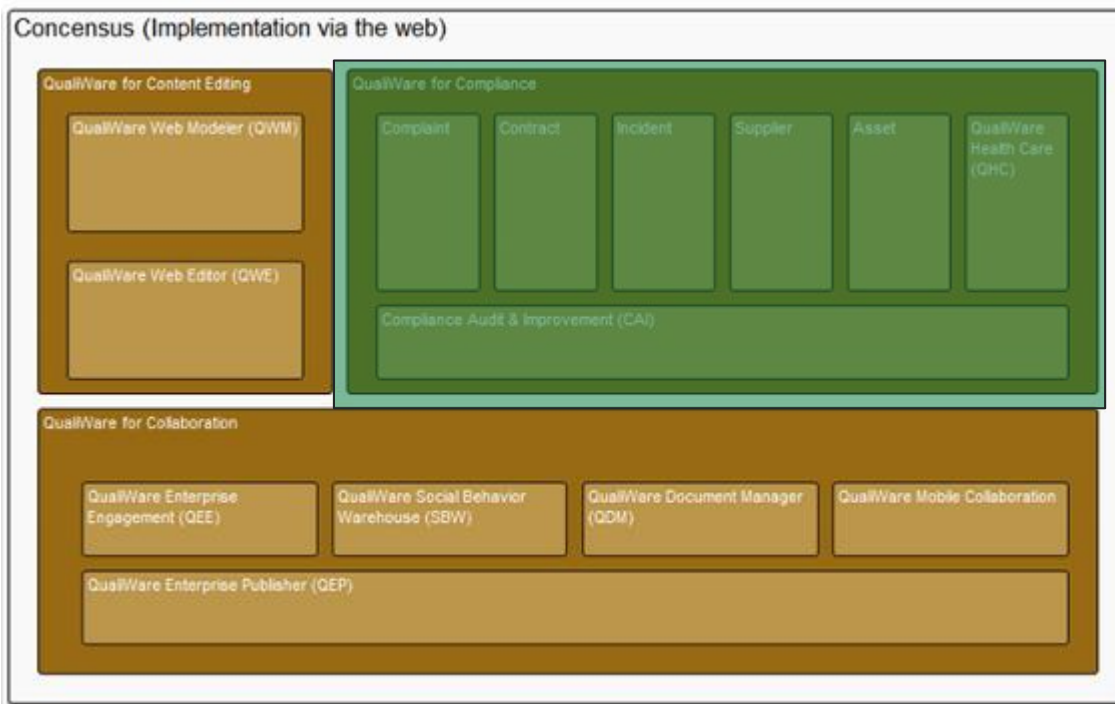 Concensus (Implementation via the web)
QualiWare for Content Editing
QualiWare Web Modeler (QWM)
QualiWare Web Editor (QWE)
QualiWare for Compliance
Complaint
Contract
Incident
Supplier
Asset
QualiWare
Health Care
(QHC)
Compliance Audit & Improvement (CAI)
QualiWare for Collaboration
QualiWare Enterprise
Engagement (QEE)
QualiWare Social Behavior
Warehouse (SBW)
QualiWare Document Manager
(QDM)
QualiWare Mobile Collaboration
QualiWare Enterprise Publisher (QEP)